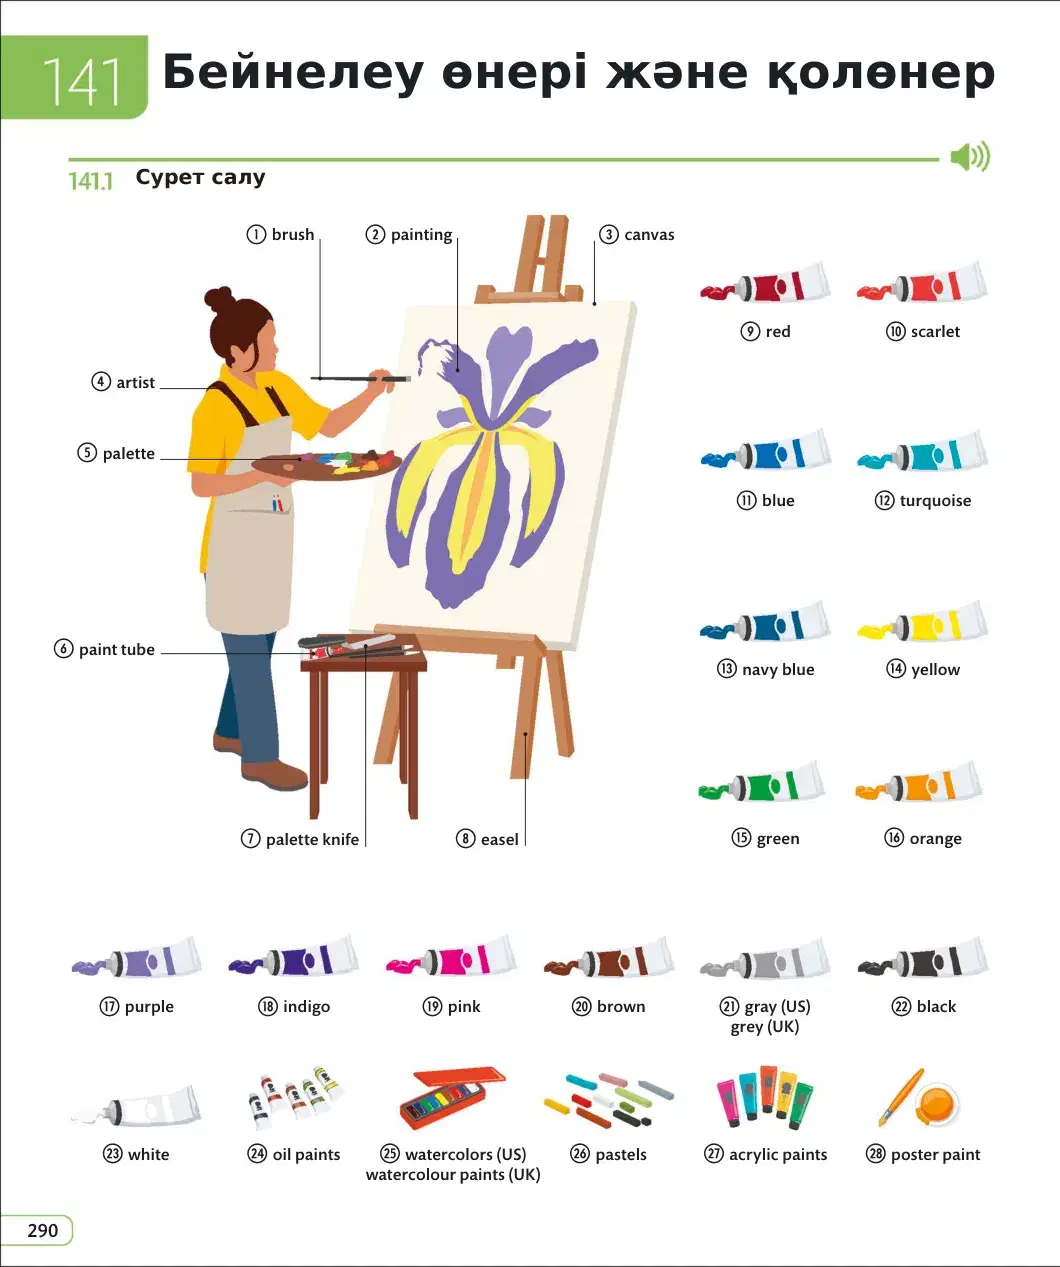 141
Бейнелеу өнері және қолөнер
141.1 Сурет салу
1 brush
2 painting
3 canvas
4 artist
5 palette
6 paint tube
7 palette knife
8 easel
9 red
10 scarlet
11 blue
12 turquoise
13 navy blue
14 yellow
15 green
16 orange
17 purple
18 indigo
19 pink
20 brown
21 gray (US)
grey (UK)
22 black
23 white
24 oil paints
25 watercolors (US)
watercolour paints (UK)
26 pastels
27 acrylic paints
28 poster paint
290